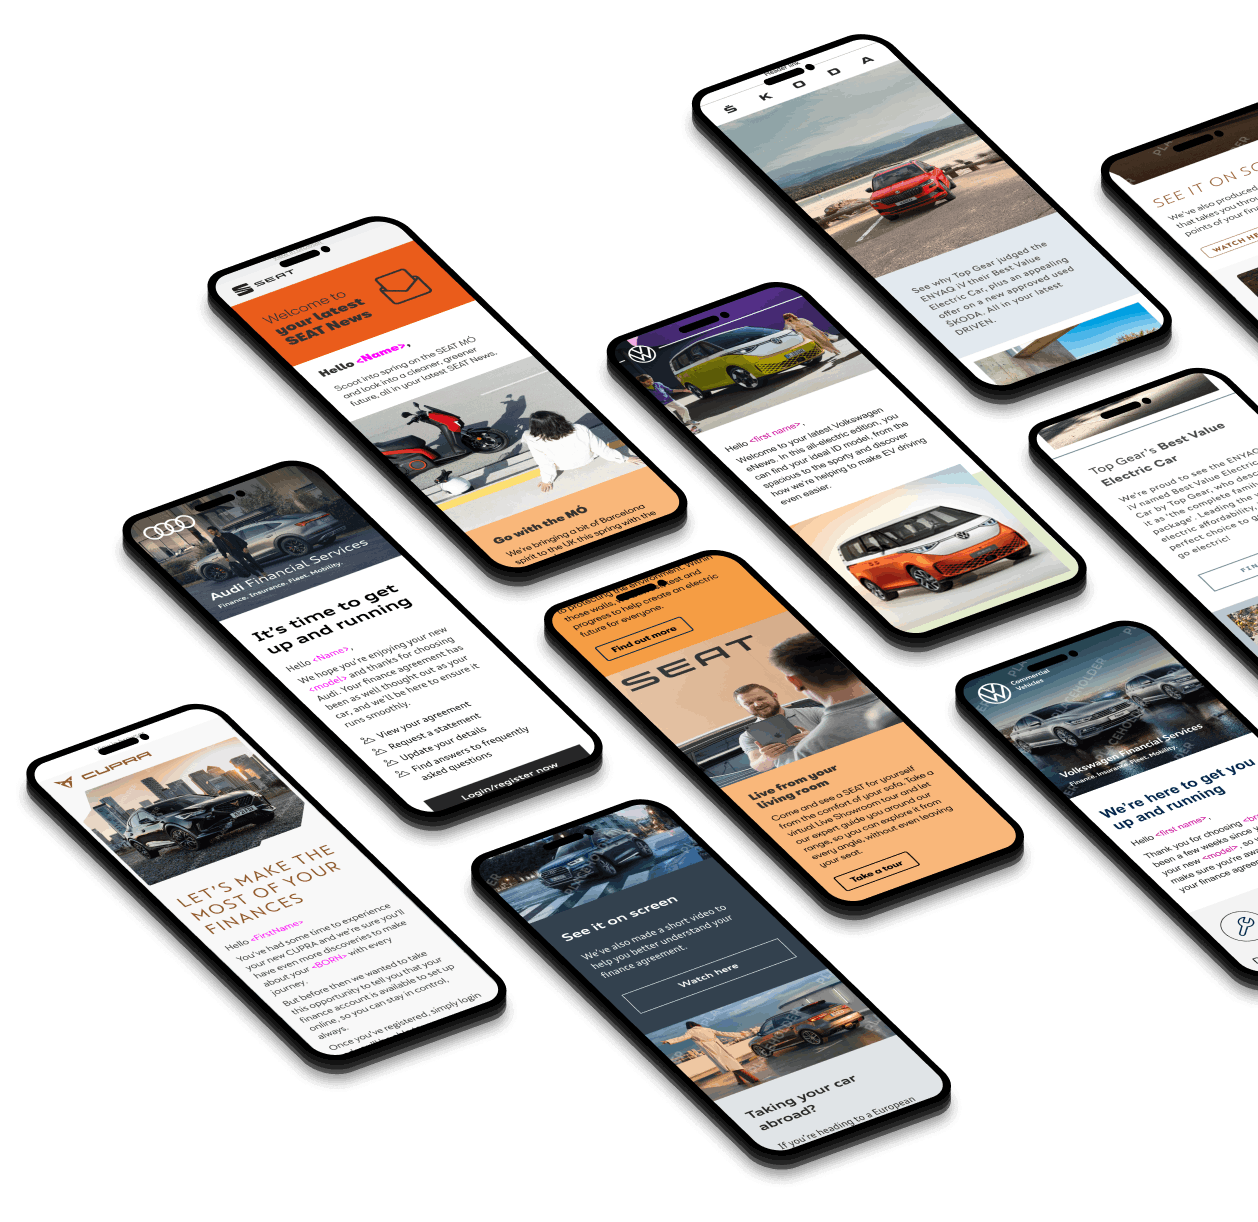 SEAT
Welcome to
your latest
SEAT News
Hello <Name>,
Scoot into spring on the SEAT MÓ
and look into a cleaner, greener
future, all in your latest SEAT News.
Go with the MÓ
We're bringing a bit of Barcelona
spirit to the UK this spring with the
ŠKODA
See why Top Gear judged the
ENYAQ iV their Best Value
Electric Car, plus an appealing
offer on a new approved used
ŠKODA. All in your latest
DRIVEN.
SEE IT ON SC
We've also produced
that takes you throu
points of your fina
WATCH HE
Hello <first name>,
Welcome to your latest Volkswagen
eNews. In this all-electric edition, you
can find your ideal ID model, from the
spacious to the sporty and discover
how we're helping to make EV driving
even easier.
Top Gear's Best Value
Electric Car
We're proud to see the ENYAQ
iV named Best Value Electric
Car by Top Gear, who desc
it as 'the complete famil
package'. Leading the
electric affordability,
perfect choice to
go electric!
FIN
Audi Financial Services
Finance. Insurance. Fleet. Mobility.
It's time to get
up and running
Hello <Name>,
We hope you're enjoying your new
<model> and thanks for choosing
Audi. Your finance agreement has
been as well thought out as your
car, and we'll be here to ensure it
runs smoothly.
View your agreement
Request a statement
Update your details
Find answers to frequently
asked questions
Login/register now
to protecting the environment. Within
those walls,
test and
progress to help create an electric
future for everyone.
Find out more
SEAT
Live from your
living room
Come and see a SEAT for yourself
from the comfort of your sofa. Take a
virtual Live Showroom tour and let
our expert guide you around our
range, so you can explore it from
every angle, without even leaving
your seat.
Take a tour
Commercial
Vehicles
PLACEHOLDER
Volkswagen Financial Services
Finance. Insurance. Fleet. Mobility.
We're here to get you
up and running
Hello <first name>,
Thank you for choosing <br
been a few weeks since y
your new <model>, so
make sure you're awa
your finance agree
CUPRA
LET'S MAKE THE
MOST OF YOUR
FINANCES
Hello <FirstName>
You've had some time to experience
your new CUPRA and we're sure you'll
have even more discoveries to make
about your <BORN> with every
journey.
But before then we wanted to take
this opportunity to tell you that your
finance account is available to set up
online, so you can stay in control,
always.
Once you've registered, simply login
See it on screen
We've also made a short video to
help you better understand your
finance agreement.
Watch here
Taking your car
abroad?
If you're heading to a European